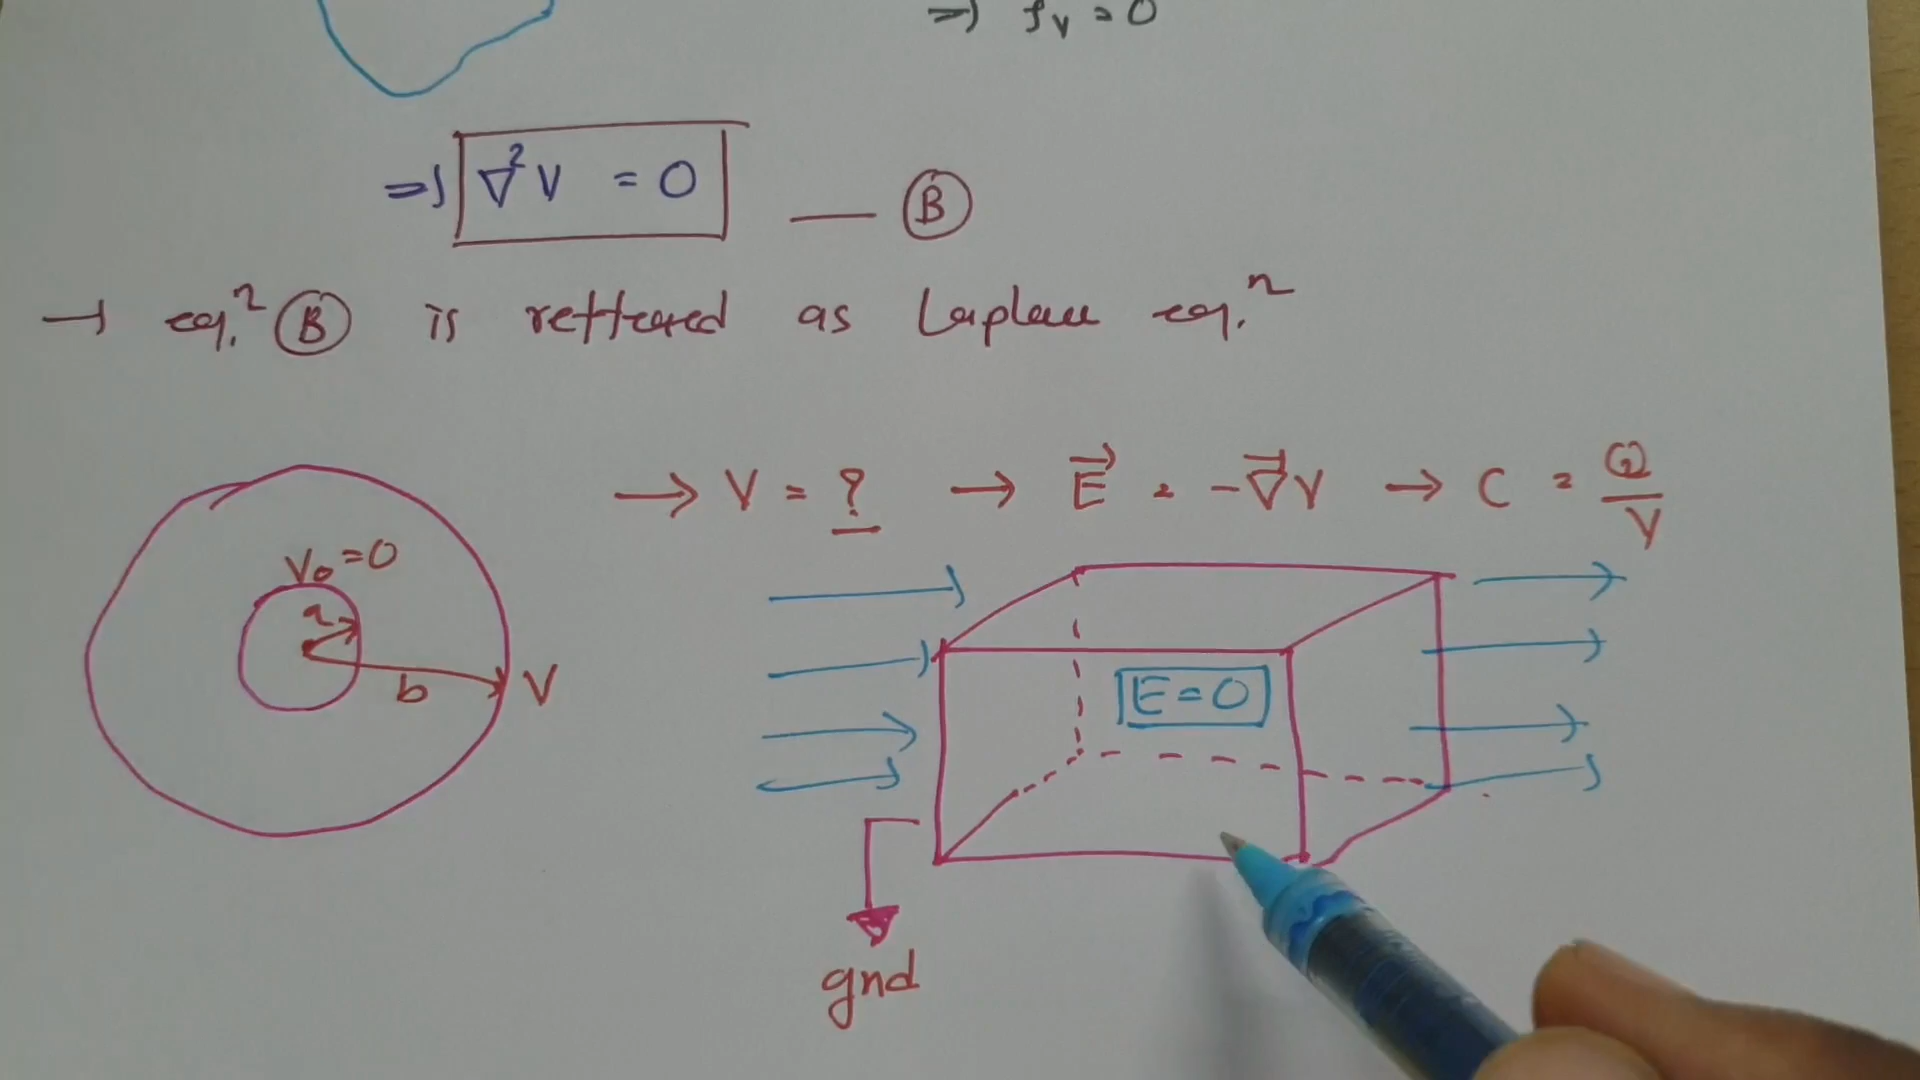 ⇒ ρv = 0
⇒ ∇²V = 0 — B
→ eq.ⁿ B is reffered as Laplace eq.ⁿ
→ V = ? → E⃗ = -∇⃗V → C = Q/V
V₀ = 0
a
b
V
E = 0
gnd